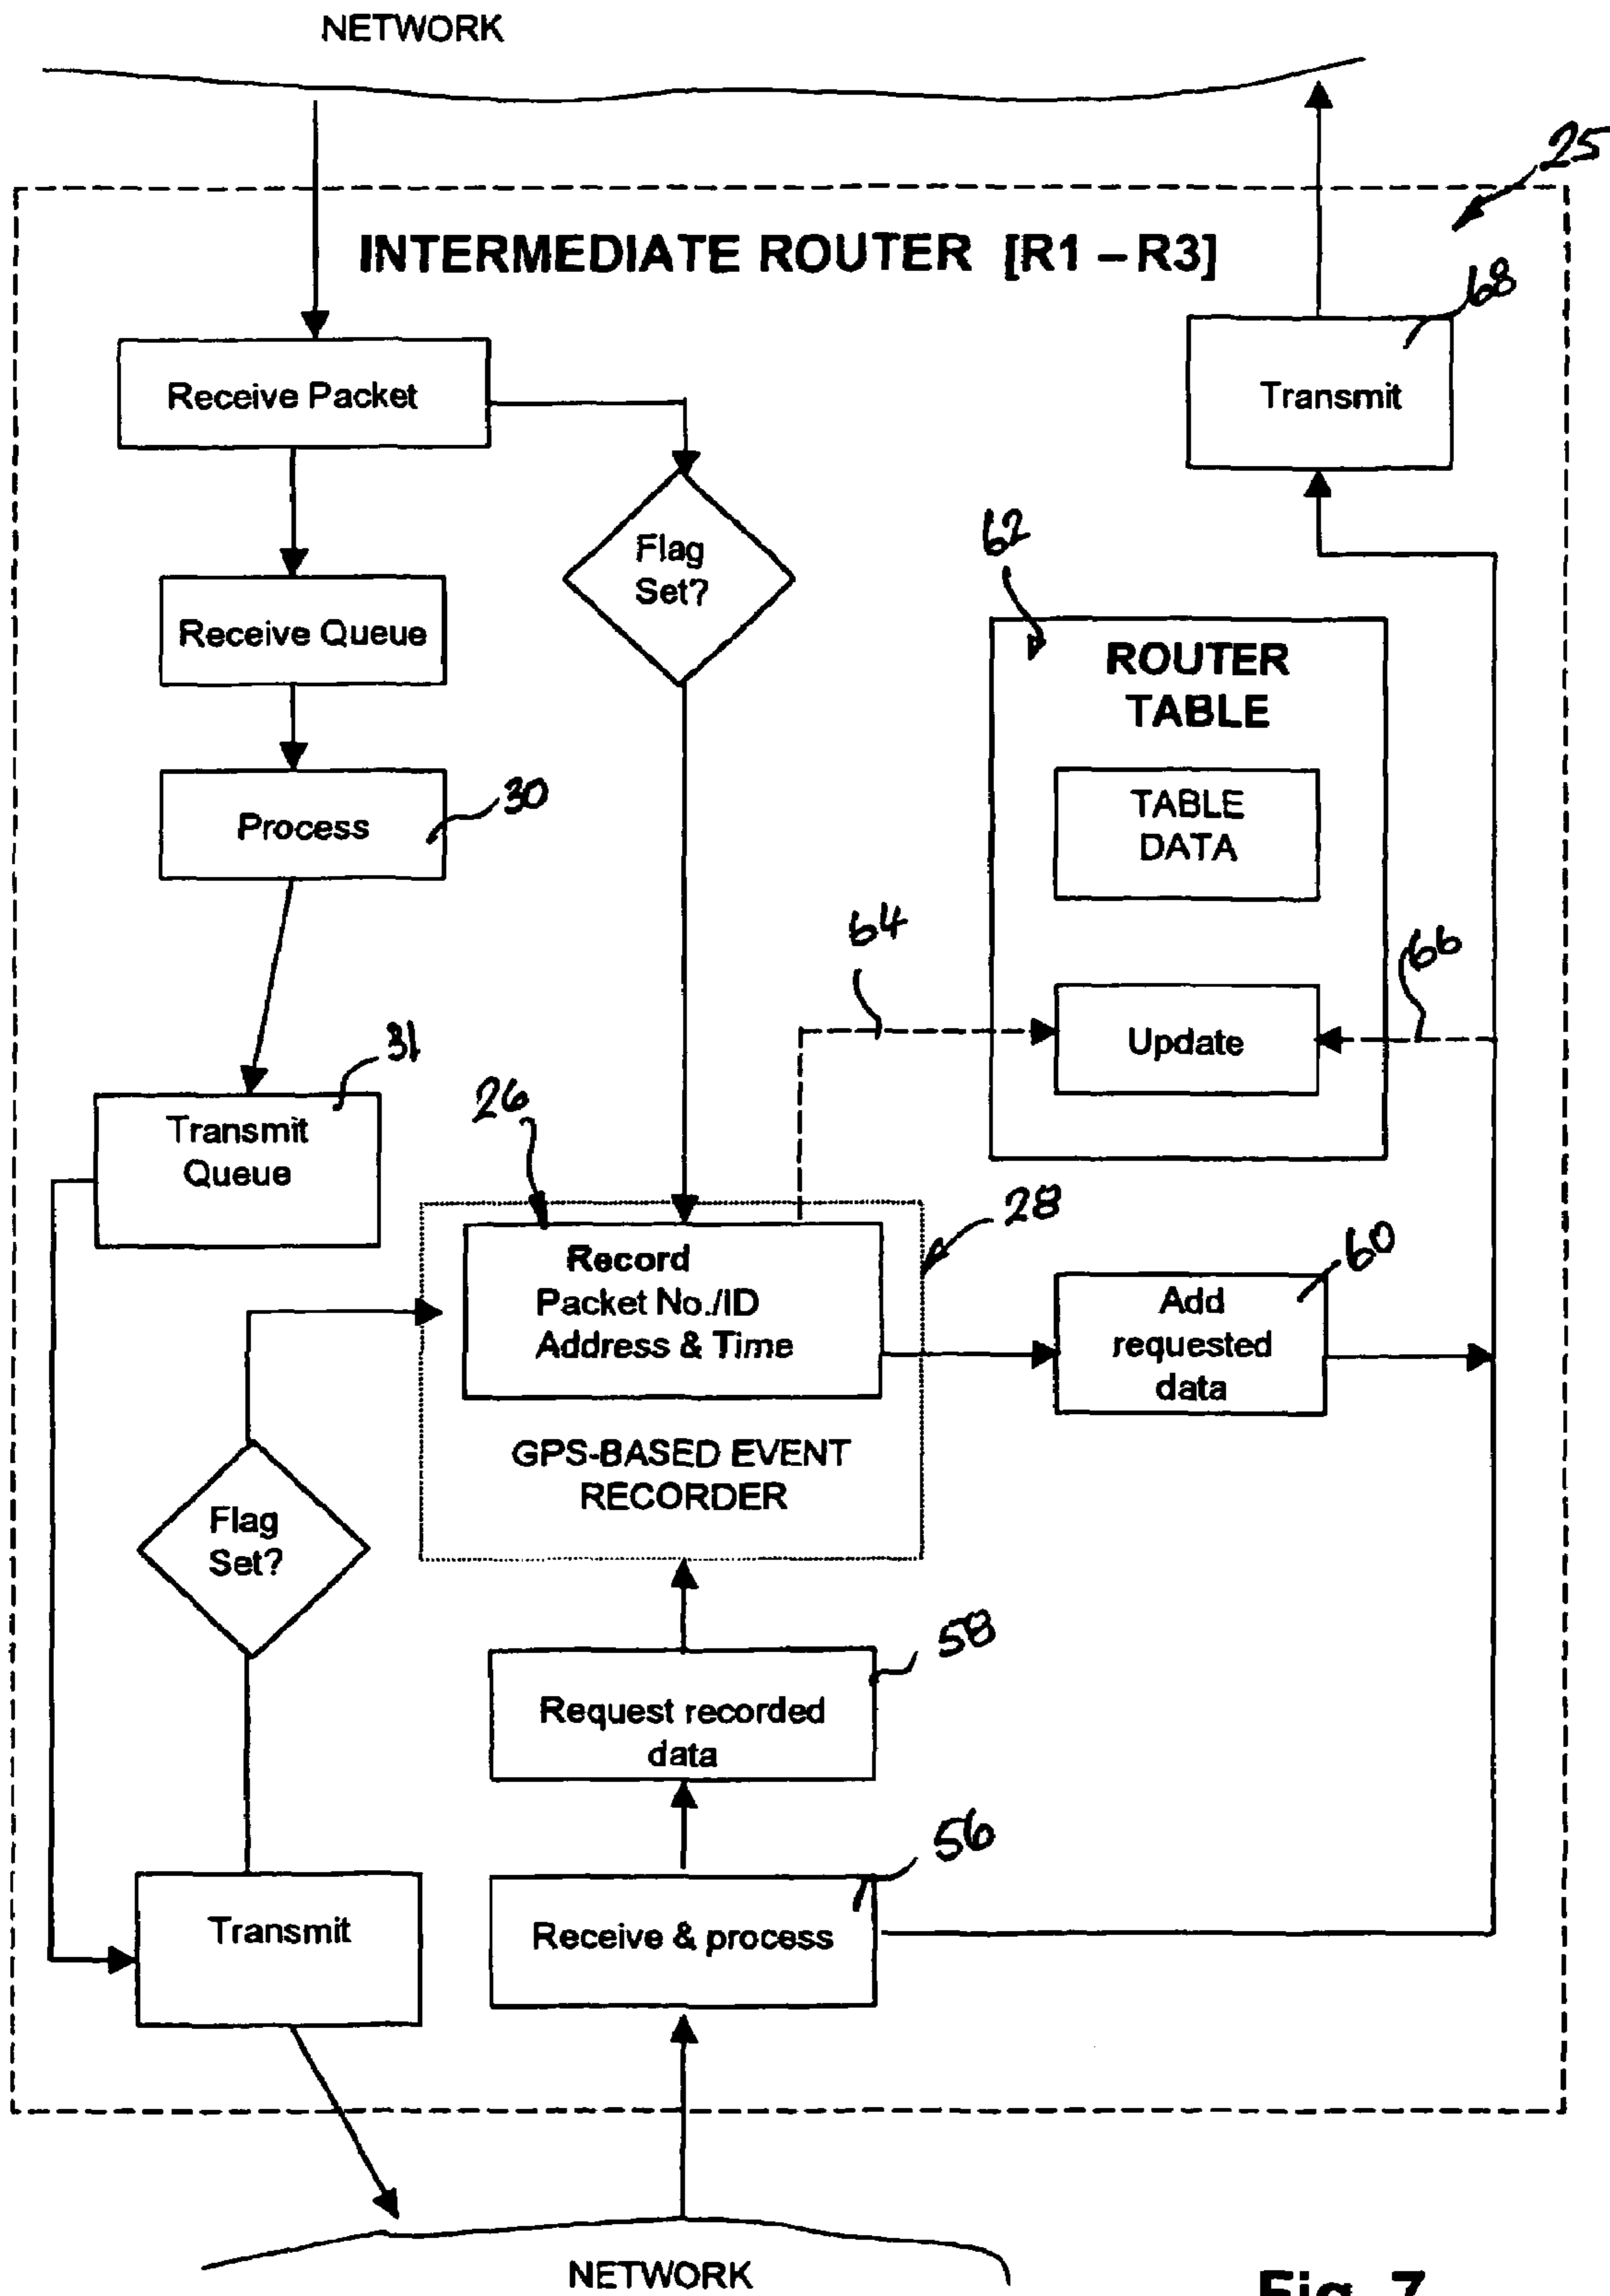 NETWORK
25
INTERMEDIATE ROUTER [R1 – R3]
68
Receive Packet
Transmit
Flag
Set?
62
Receive Queue
ROUTER
TABLE
Process
30
TABLE
DATA
64
66
Update
31
Transmit
Queue
26
28
Record
Packet No./ID
Address & Time
60
Add
requested
data
GPS-BASED EVENT
RECORDER
Flag
Set?
58
Request recorded
data
56
Transmit
Receive & process
NETWORK
Fig. 7